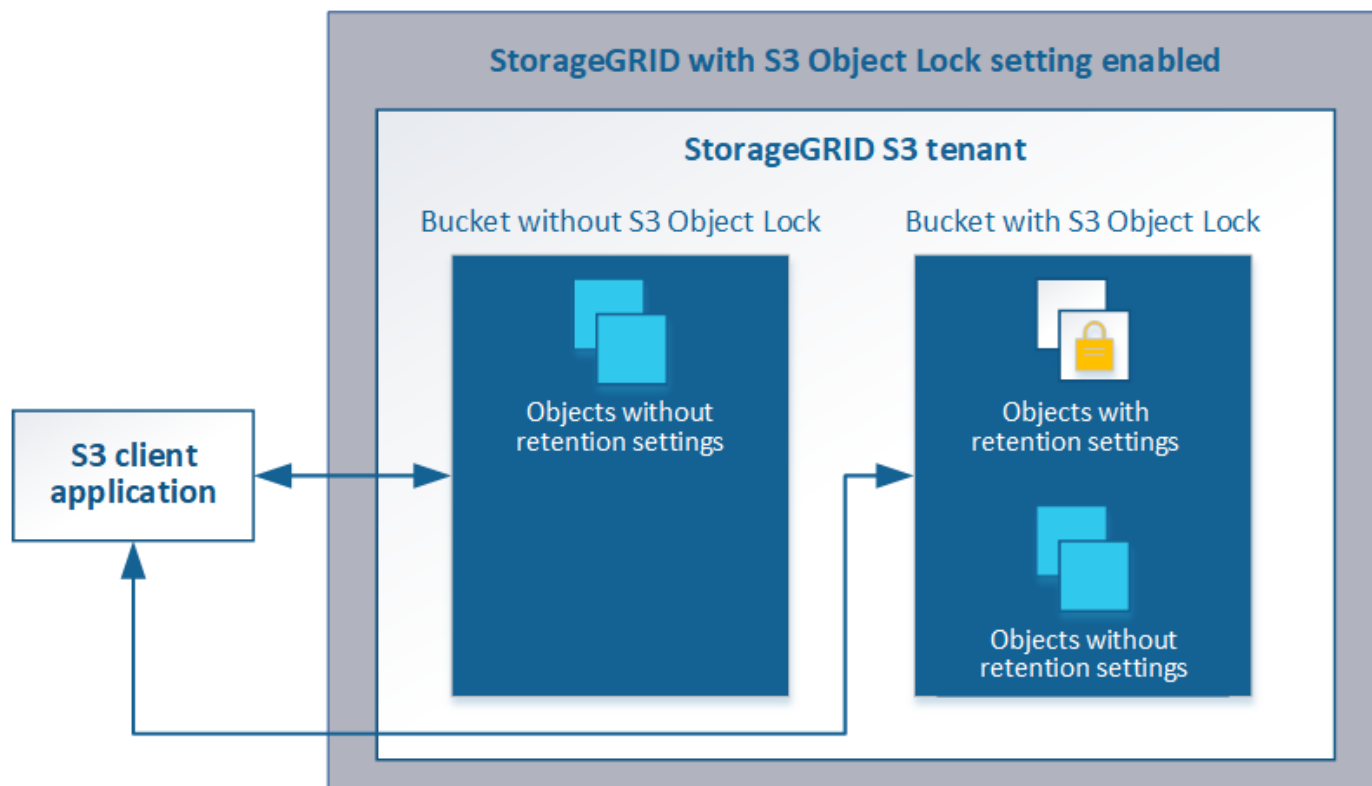 StorageGRID with S3 Object Lock setting enabled
StorageGRID S3 tenant
Bucket without S3 Object Lock
Bucket with S3 Object Lock
Objects without
retention settings
Objects with
retention settings
S3 client
application
Objects without
retention settings